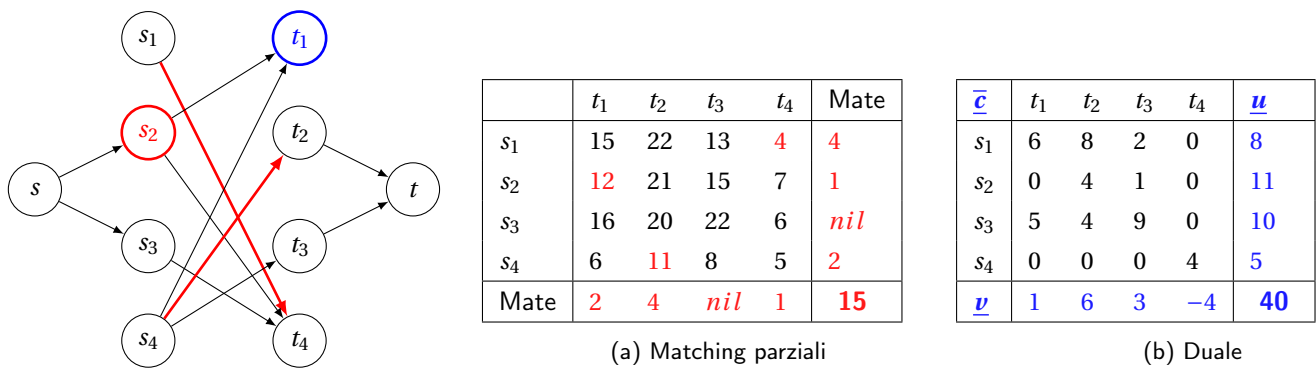 s1 t1
s2 t2
s t
s3 t3
s4 t4
t1 t2 t3 t4 Mate
s1 15 22 13 4 4
s2 12 21 15 7 1
s3 16 20 22 6 nil
s4 6 11 8 5 2
Mate 2 4 nil 1 15
(a) Matching parziali
c̅ t1 t2 t3 t4 u
s1 6 8 2 0 8
s2 0 4 1 0 11
s3 5 4 9 0 10
s4 0 0 0 4 5
v 1 6 3 −4 40
(b) Duale